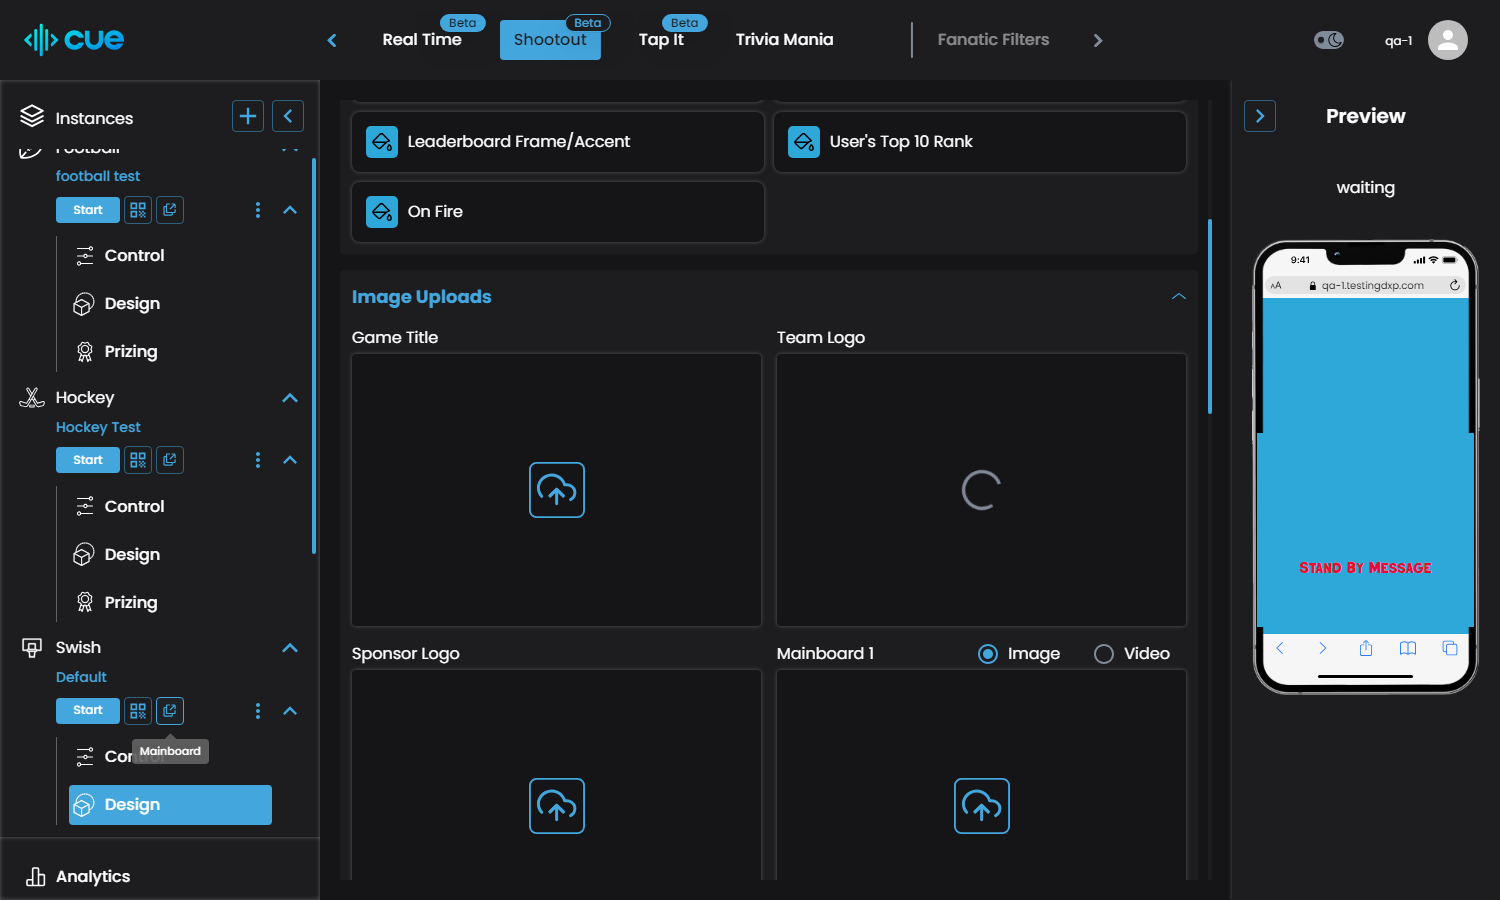 cue
Real Time
Beta
Shootout
Beta
Tap It
Beta
Trivia Mania
Fanatic Filters
qa-1
Instances
Football
football test
Start
Control
Design
Prizing
Hockey
Hockey Test
Start
Control
Design
Prizing
Swish
Default
Start
Mainboard
Control
Design
Analytics
Leaderboard Frame/Accent
User's Top 10 Rank
On Fire
Image Uploads
Game Title
Team Logo
Sponsor Logo
Mainboard 1
Image
Video
Preview
waiting
9:41
AA
qa-1.testingdxp.com
Stand By Message